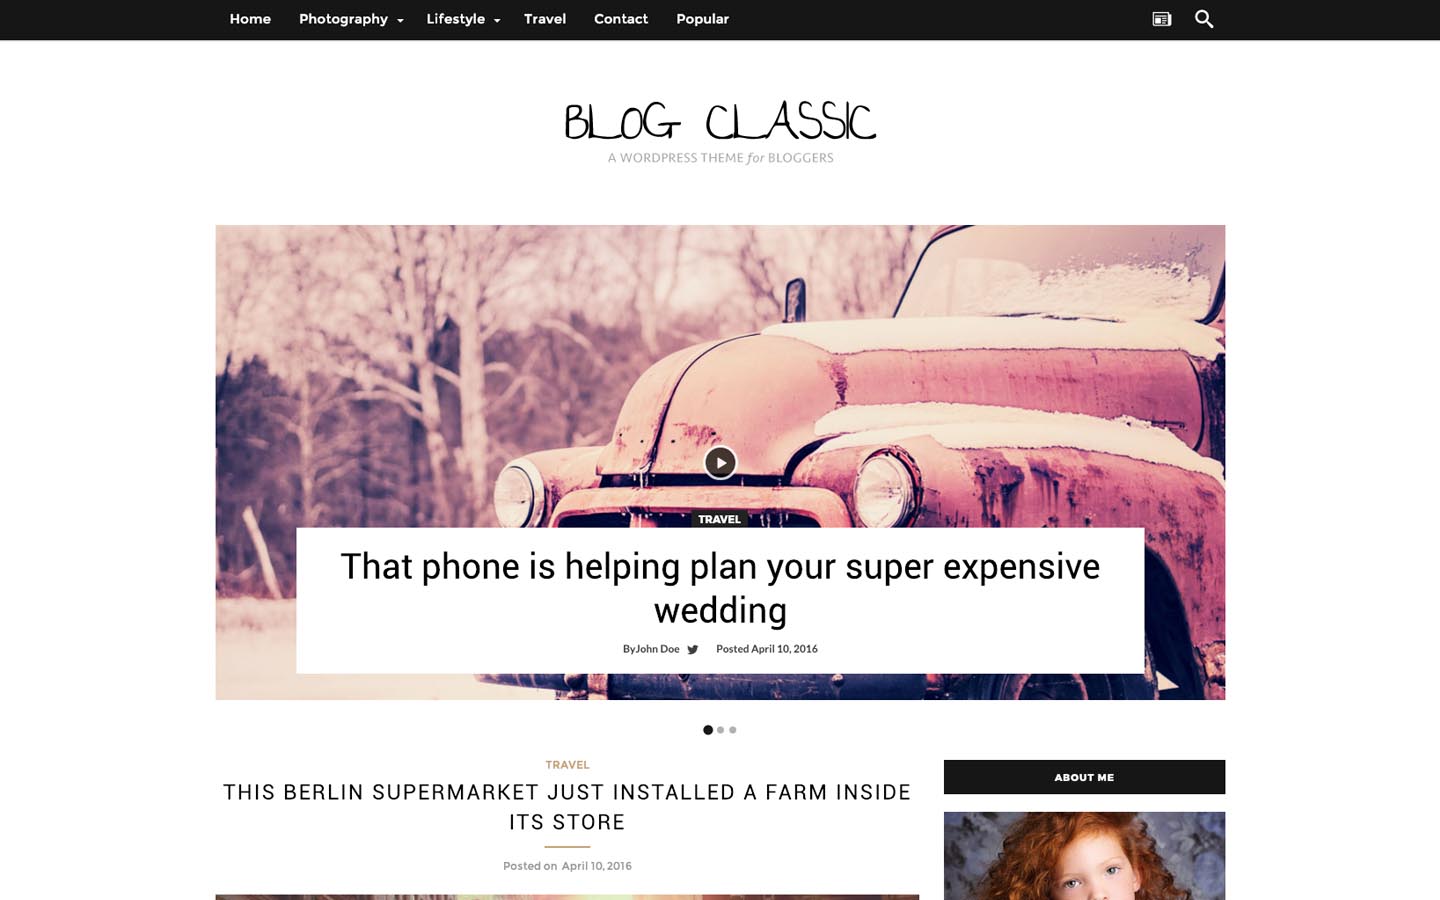 Home Photography Lifestyle Travel Contact Popular
BLOG CLASSIC
A WORDPRESS THEME for BLOGGERS
TRAVEL
That phone is helping plan your super expensive
wedding
ByJohn Doe Posted April 10, 2016
TRAVEL
THIS BERLIN SUPERMARKET JUST INSTALLED A FARM INSIDE
ITS STORE
Posted on April 10, 2016
ABOUT ME